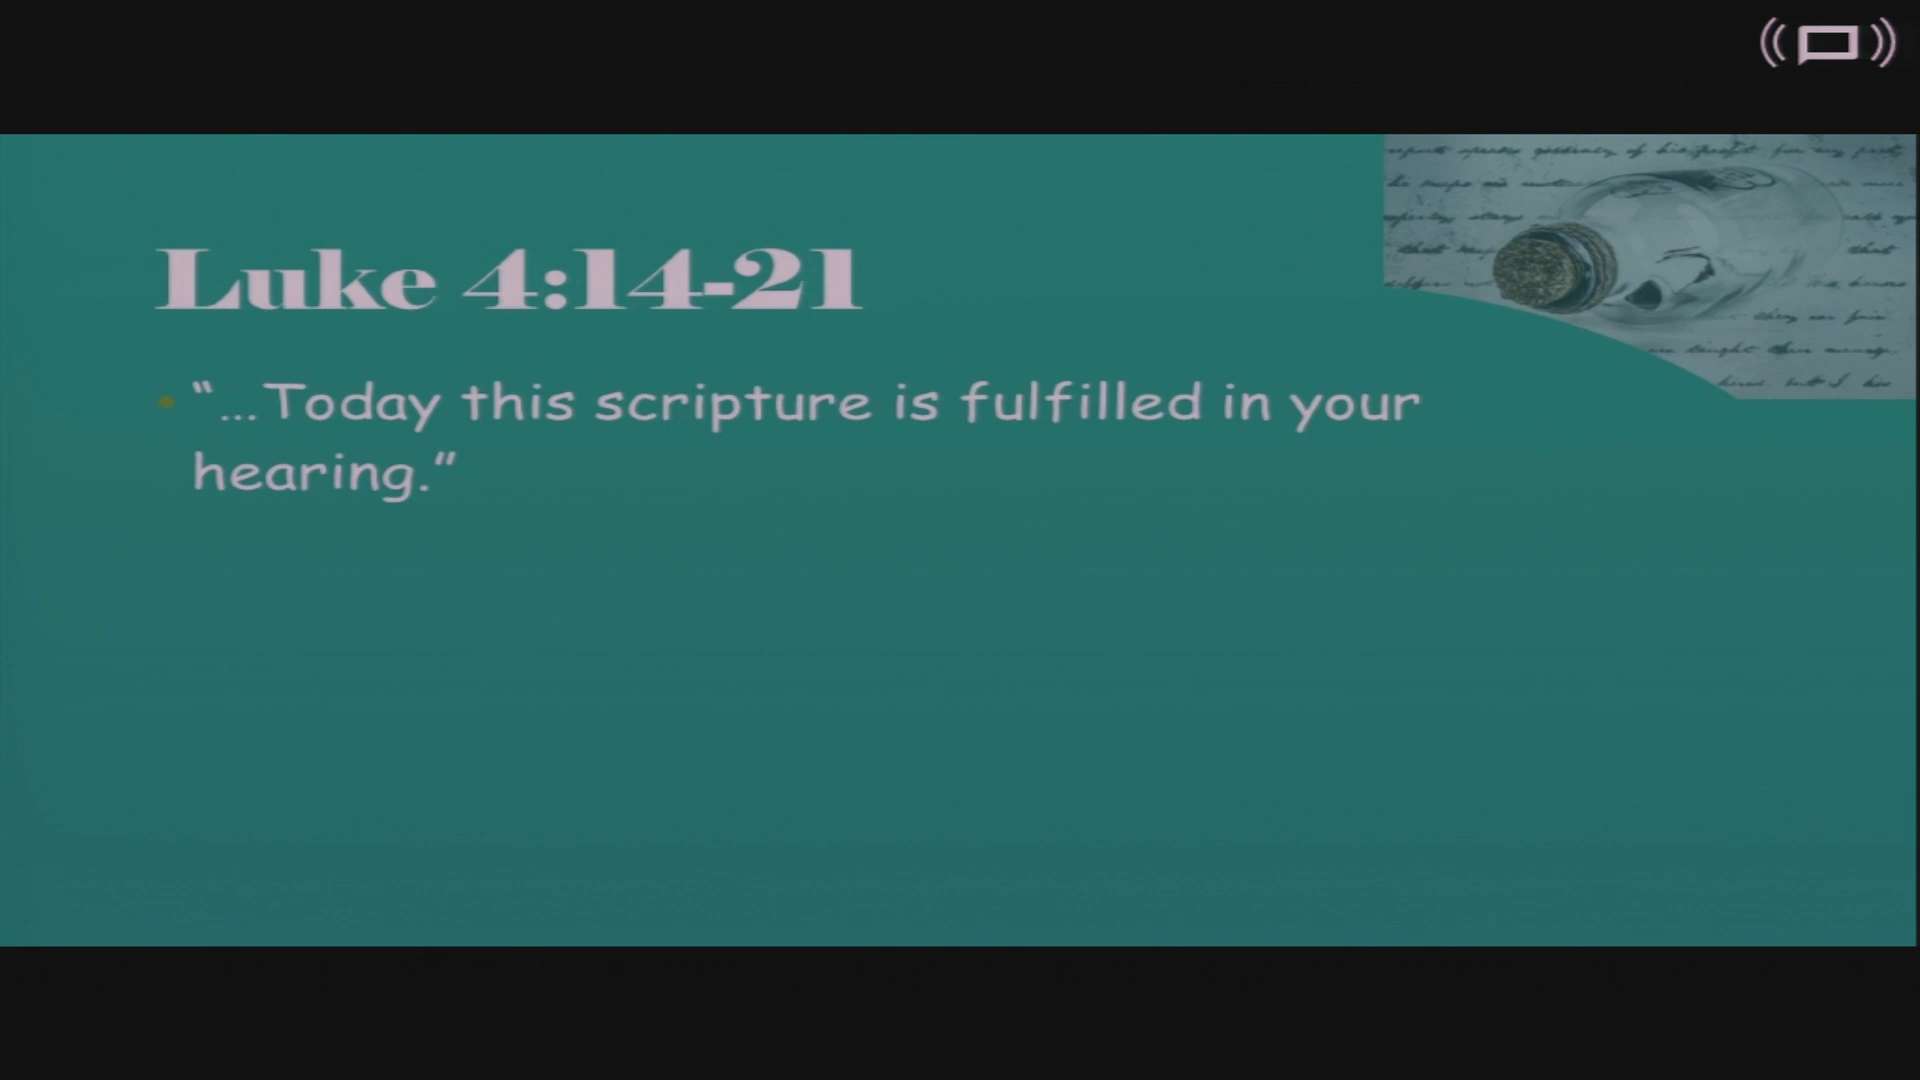 Luke 4:14-21
• “...Today this scripture is fulfilled in your
hearing.”